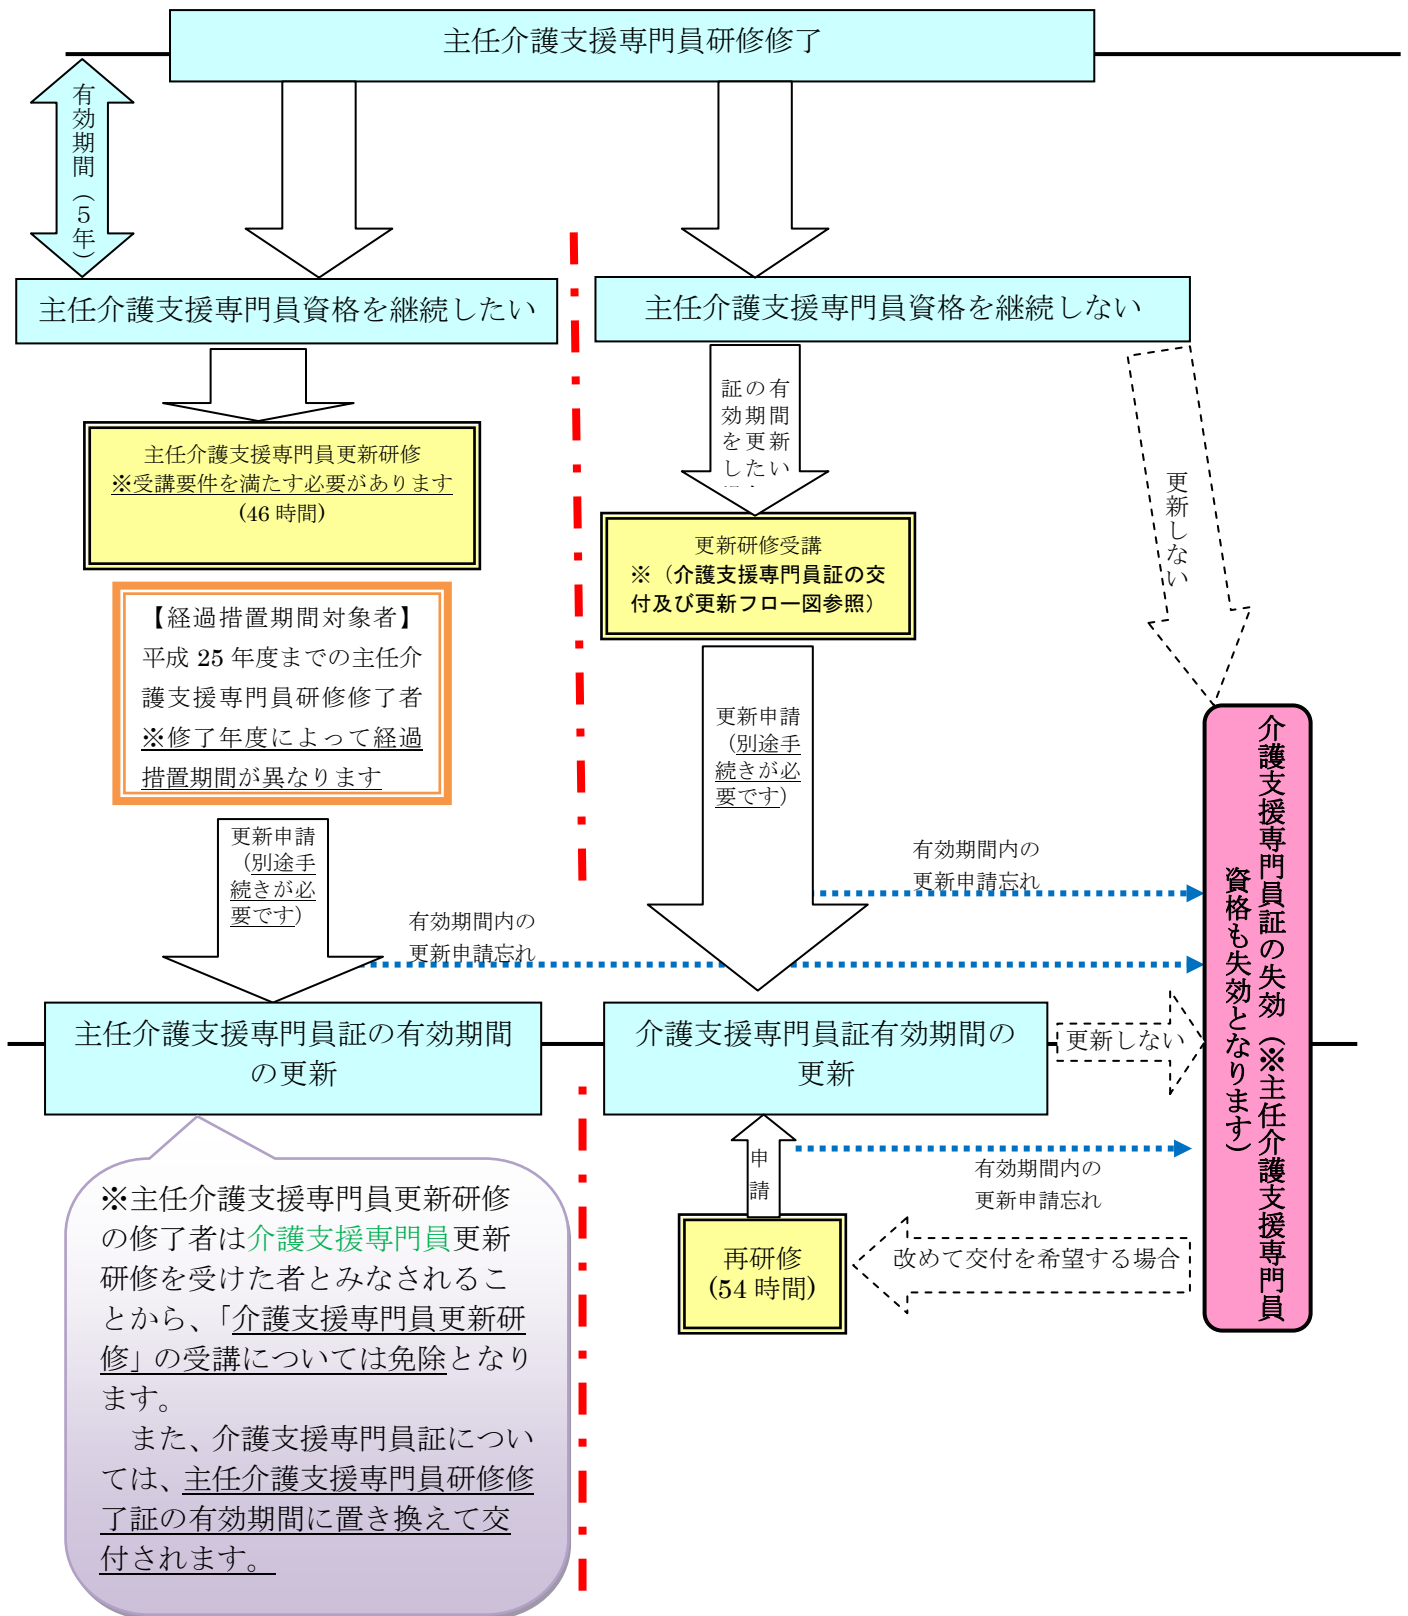 主任介護支援専門員研修修了
有効期間（５年）
主任介護支援専門員資格を継続したい
主任介護支援専門員資格を継続しない
主任介護支援専門員更新研修
※受講要件を満たす必要があります
(46 時間)
【経過措置期間対象者】
平成 25 年度までの主任介
護支援専門員研修修了者
※修了年度によって経過
措置期間が異なります
更新申請
（別途手
続きが必
要です）
有効期間内の
更新申請忘れ
主任介護支援専門員証の有効期間
の更新
※主任介護支援専門員更新研修
の修了者は介護支援専門員更新
研修を受けた者とみなされるこ
とから、「介護支援専門員更新研
修」の受講については免除となり
ます。
また、介護支援専門員証につい
ては、主任介護支援専門員研修修
了証の有効期間に置き換えて交
付されます。
証の有
効期間
を更新
したい
更新研修受講
※（介護支援専門員証の交
付及び更新フロー図参照）
更新申請
（別途手
続きが必
要です）
有効期間内の
更新申請忘れ
介護支援専門員証有効期間の
更新
更新しない
更新しない
申
請
有効期間内の
更新申請忘れ
再研修
(54 時間)
改めて交付を希望する場合
介護支援専門員証の失効（※主任介護支援専門員
資格も失効となります）